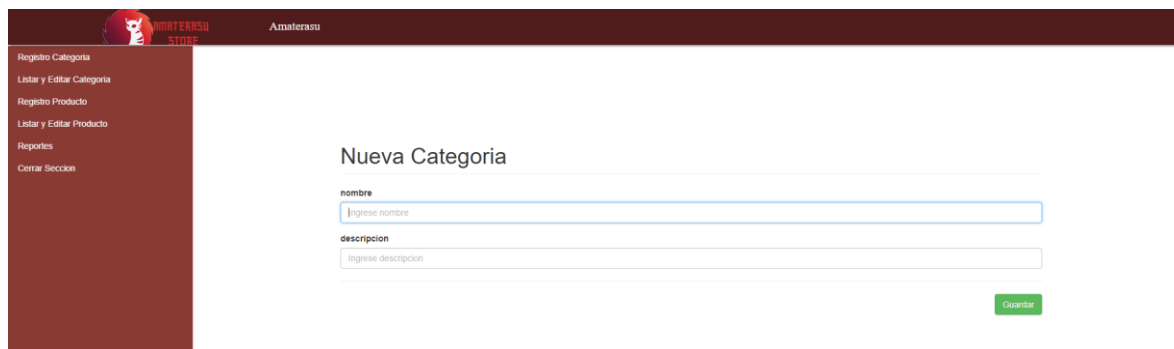 AMATERASU
STORE
Amaterasu
Registro Categoria
Listar y Editar Categoria
Registro Producto
Listar y Editar Producto
Reportes
Cerrar Seccion
Nueva Categoria
nombre
Ingrese nombre
descripcion
Ingrese descripcion
Guardar